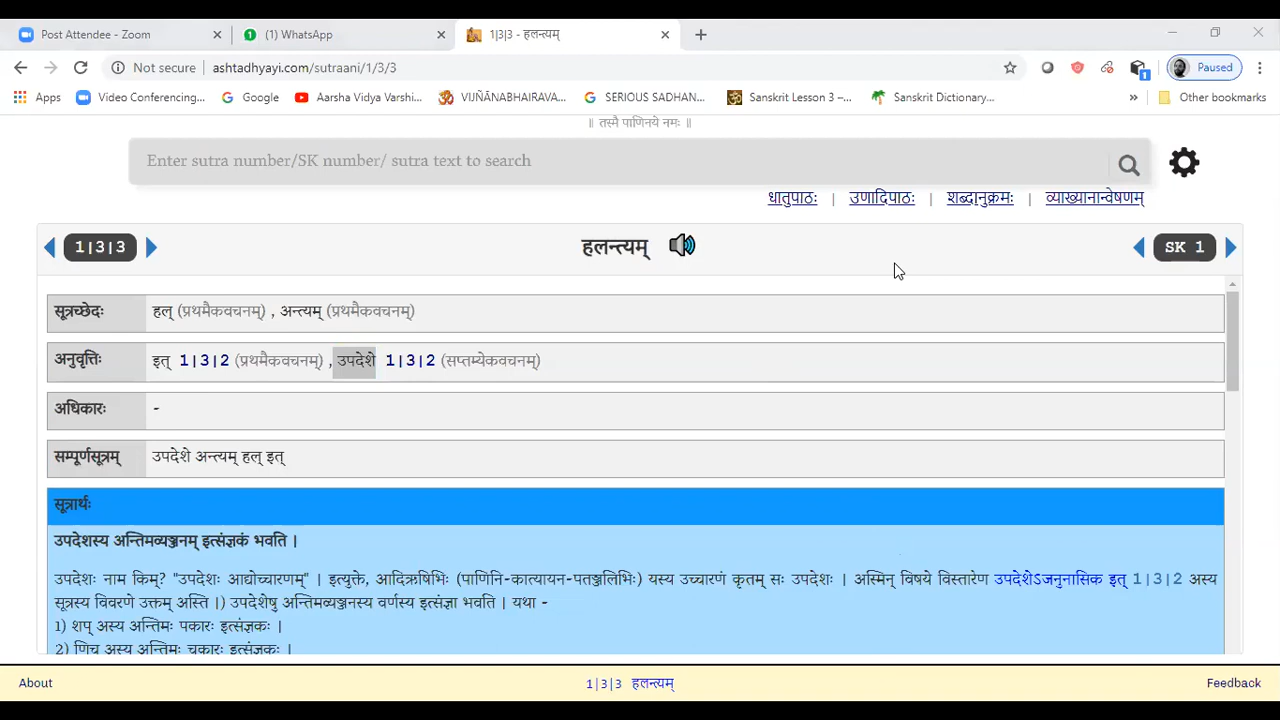 Post Attendee - Zoom
(1) WhatsApp
1|3|3 - हलन्त्यम्
Not secure
ashtadhyayi.com/sutraani/1/3/3
Paused
Apps
Video Conferencing...
Google
Aarsha Vidya Varshi...
VIJÑĀNABHAIRAVA...
SERIOUS SADHAN...
Sanskrit Lesson 3 –...
Sanskrit Dictionary...
»
Other bookmarks
॥ तस्मै पाणिनये नमः ॥
Enter sutra number/SK number/ sutra text to search
धातुपाठः | उणादिपाठः | शब्दानुक्रमः | व्याख्यानान्वेषणम्
1|3|3
हलन्त्यम्
SK 1
सूत्रच्छेदः हल् (प्रथमैकवचनम्) , अन्त्यम् (प्रथमैकवचनम्)
अनुवृत्तिः इत् 1|3|2 (प्रथमैकवचनम्) , उपदेशे 1|3|2 (सप्तम्येकवचनम्)
अधिकारः -
सम्पूर्णसूत्रम् उपदेशे अन्त्यम् हल् इत्
सूत्रार्थः
उपदेशस्य अन्तिमव्यञ्जनम् इत्संज्ञकं भवति ।
उपदेशः नाम किम्? "उपदेशः आद्योच्चारणम्" । इत्युक्ते, आदिऋषिभिः (पाणिनि-कात्यायन-पतञ्जलिभिः) यस्य उच्चारणं कृतम् सः उपदेशः । अस्मिन् विषये विस्तारेण उपदेशेऽजनुनासिक इत् 1|3|2 अस्य
सूत्रस्य विवरणे उक्तम् अस्ति ।) उपदेशेषु अन्तिमव्यञ्जनस्य वर्णस्य इत्संज्ञा भवति । यथा -
1) शप् अस्य अन्तिमः पकारः इत्संज्ञकः ।
2) णिच् अस्य अन्तिमः चकारः इत्संज्ञकः ।
About
1|3|3 हलन्त्यम्
Feedback